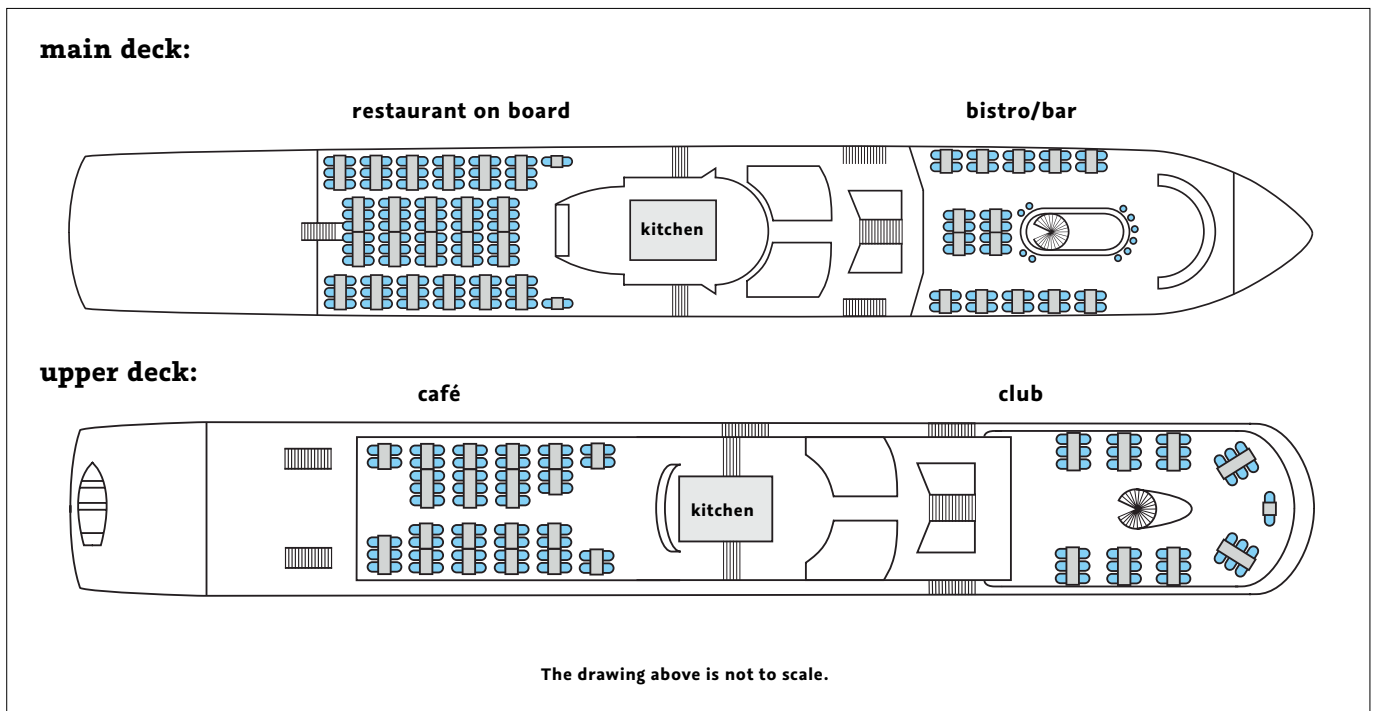 main deck:
restaurant on board
bistro/bar
kitchen
upper deck:
café
club
kitchen
The drawing above is not to scale.